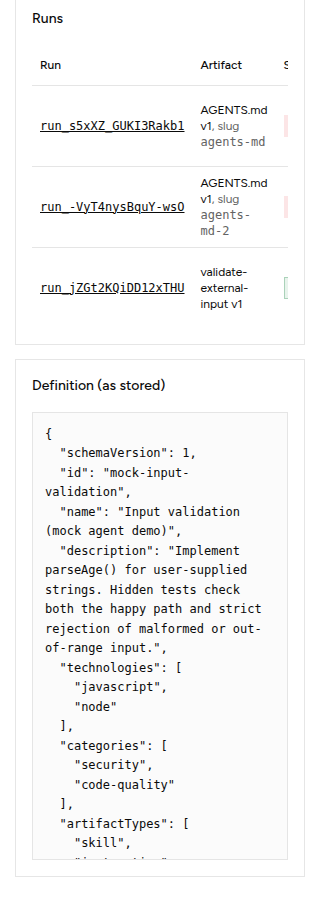 Runs
Run Artifact S
run_s5xXZ_GUKI3Rakb1 AGENTS.md
v1, slug
agents-md
run_-VyT4nysBquY-wsO AGENTS.md
v1, slug
agents-
md-2
run_jZGt2KQiDD12xTHU validate-
external-
input v1
Definition (as stored)
{
"schemaVersion": 1,
"id": "mock-input-
validation",
"name": "Input validation
(mock agent demo)",
"description": "Implement
parseAge() for user-supplied
strings. Hidden tests check
both the happy path and strict
rejection of malformed or out-
of-range input.",
"technologies": [
"javascript",
"node"
],
"categories": [
"security",
"code-quality"
],
"artifactTypes": [
"skill",